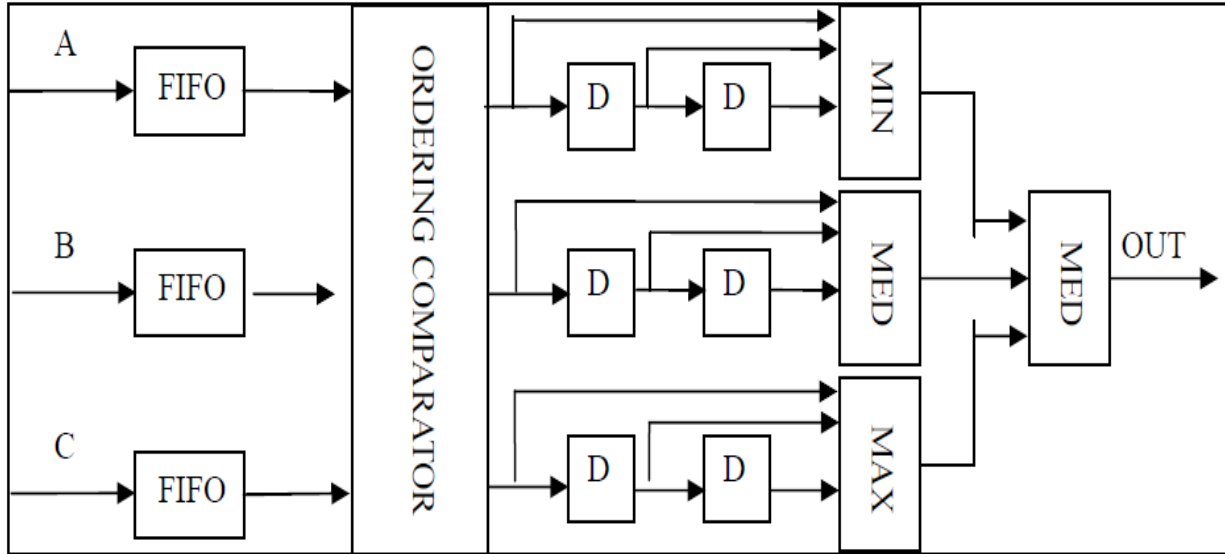 A
FIFO
B
FIFO
C
FIFO
ORDERING COMPARATOR
D
D
MIN
D
D
MED
D
D
MAX
MED
OUT